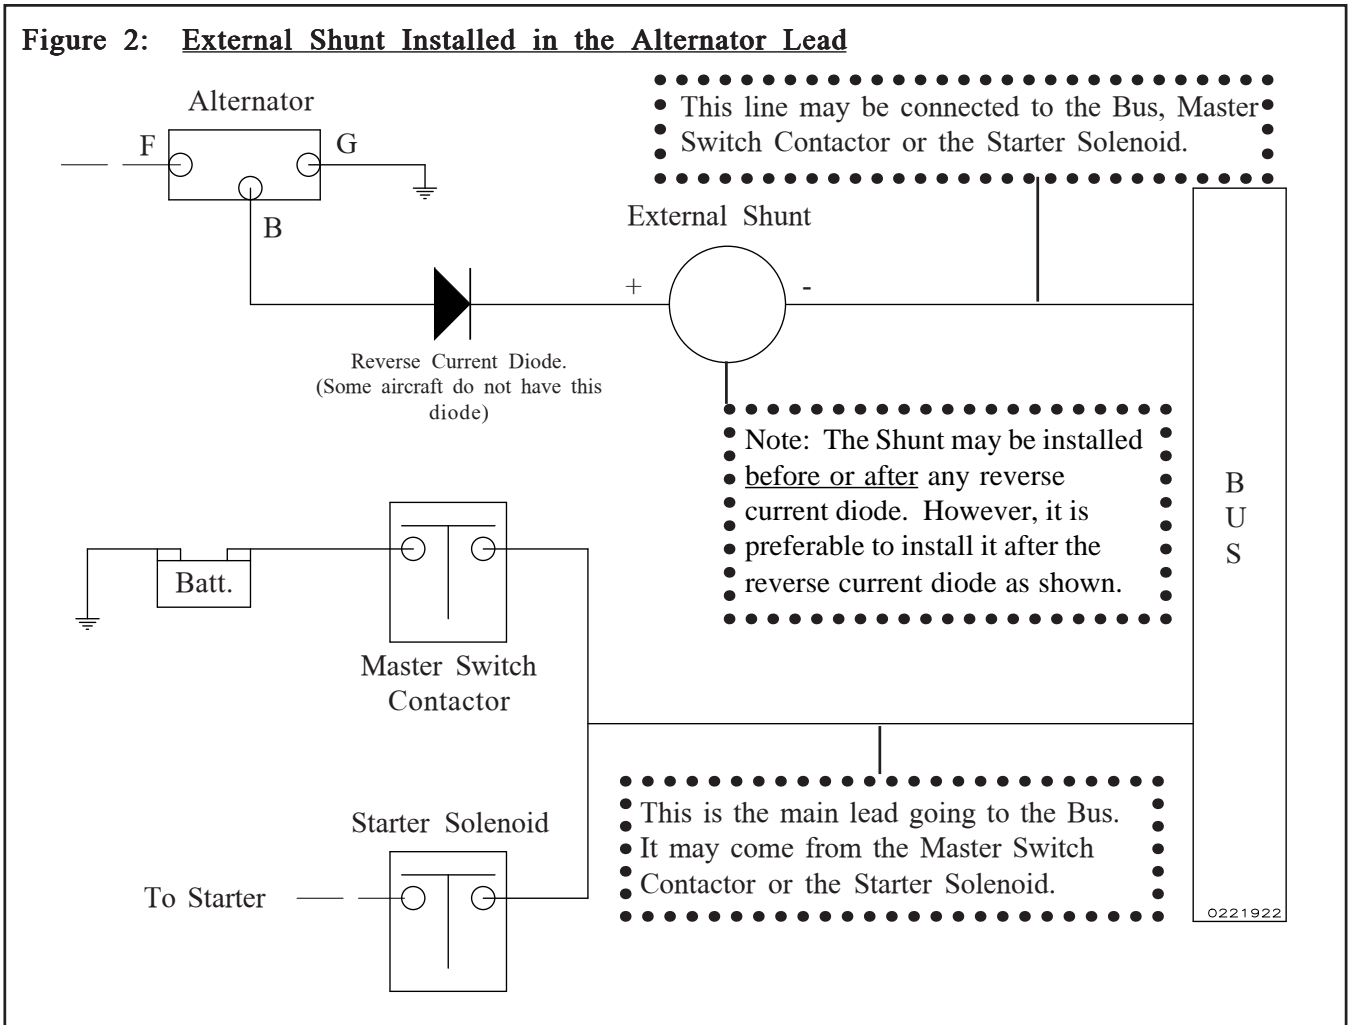 Figure 2: External Shunt Installed in the Alternator Lead
Alternator
F
G
B
This line may be connected to the Bus, Master
Switch Contactor or the Starter Solenoid.
External Shunt
+
-
Reverse Current Diode.
(Some aircraft do not have this
diode)
Note: The Shunt may be installed
before or after any reverse
current diode. However, it is
preferable to install it after the
reverse current diode as shown.
B
U
S
Batt.
Master Switch
Contactor
This is the main lead going to the Bus.
It may come from the Master Switch
Contactor or the Starter Solenoid.
Starter Solenoid
To Starter
0221922